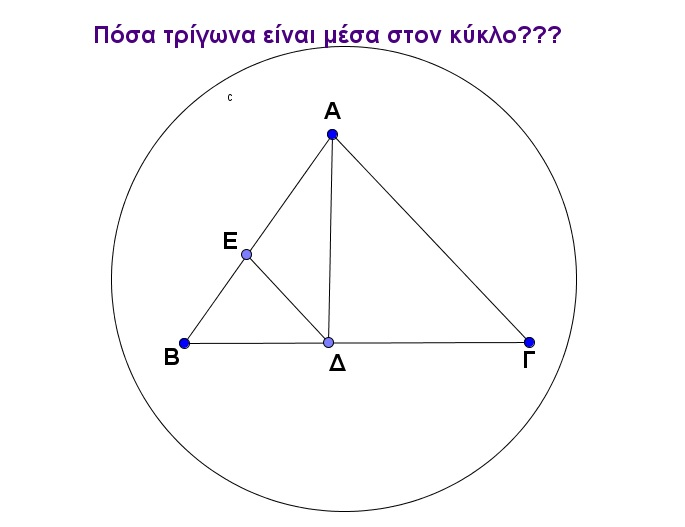 Πόσα τρίγωνα είναι μέσα στον κύκλο???
c
Α
Ε
Β
Δ
Γ